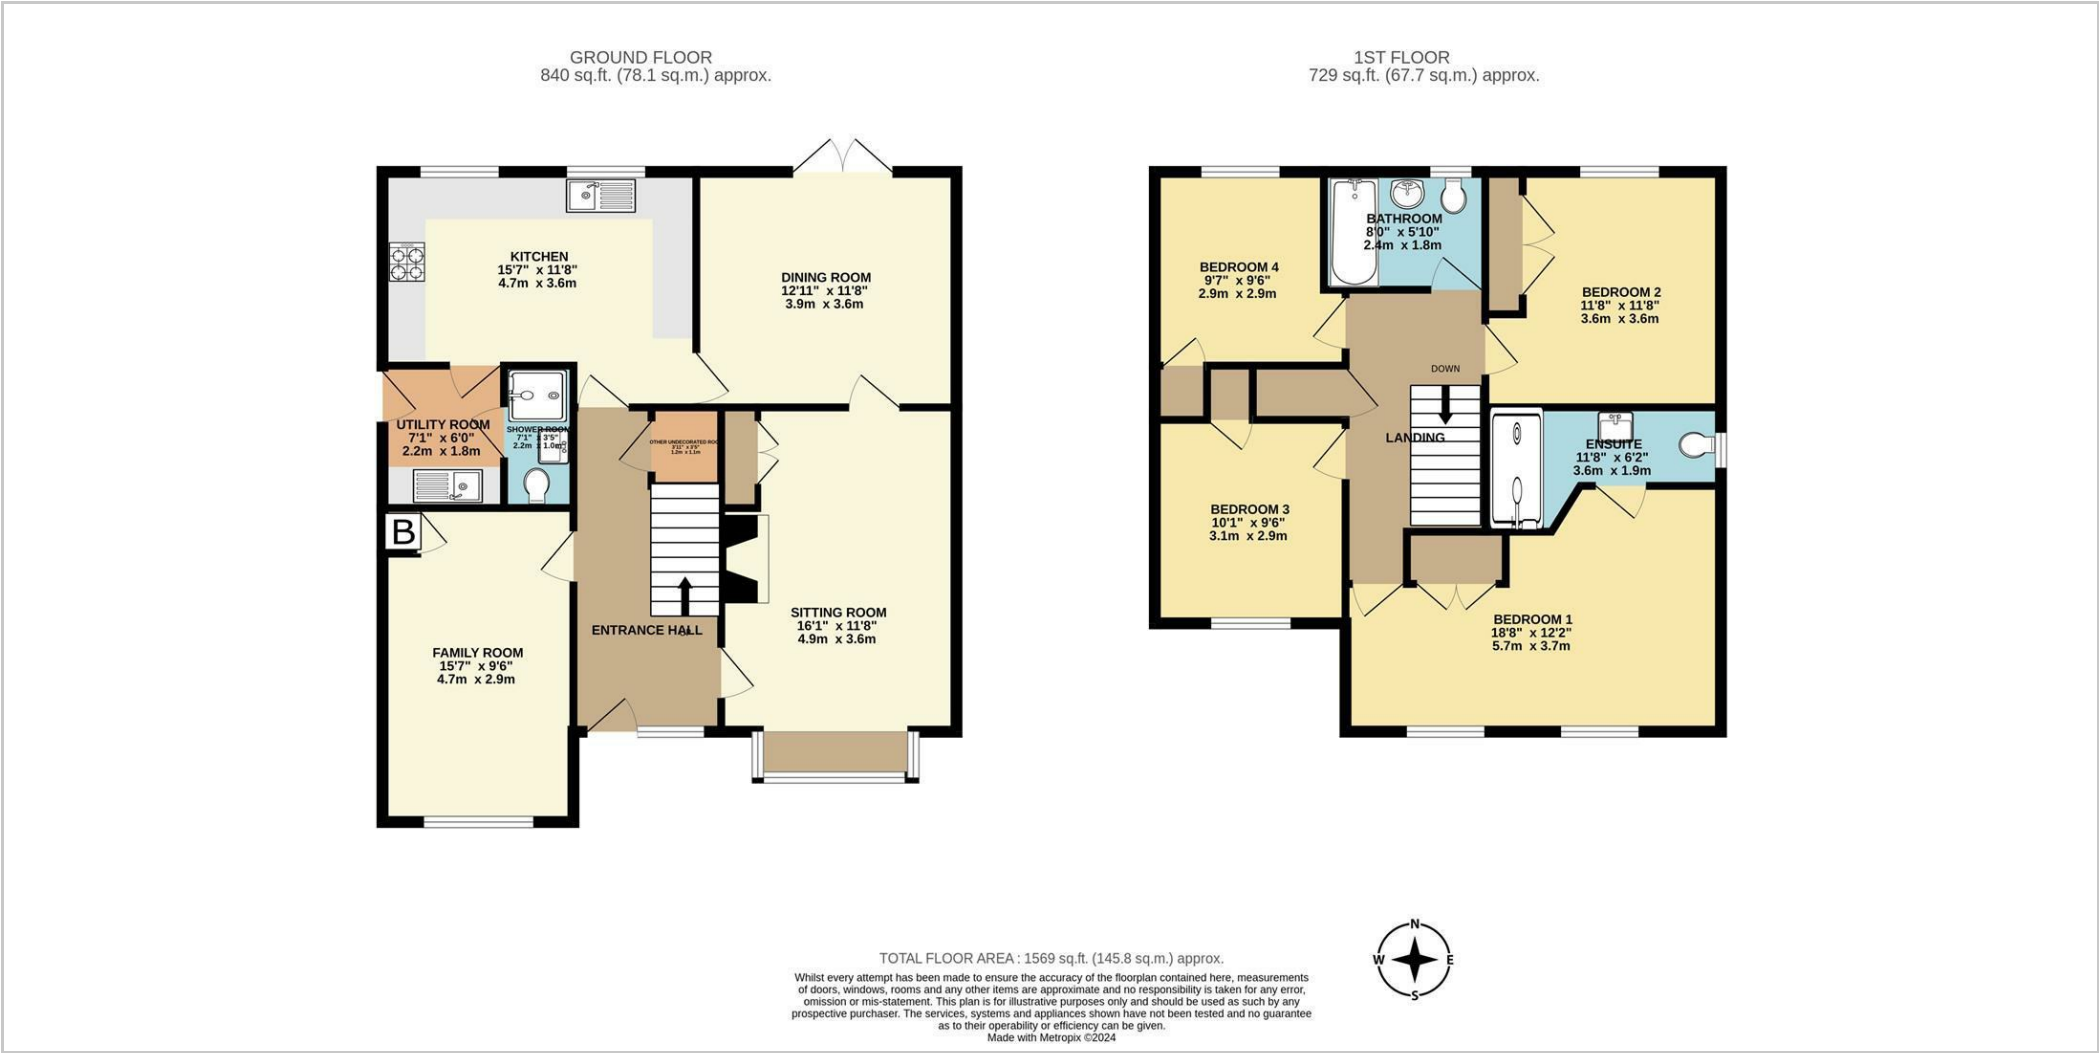 GROUND FLOOR
840 sq.ft. (78.1 sq.m.) approx.
1ST FLOOR
729 sq.ft. (67.7 sq.m.) approx.
KITCHEN
15'7" x 11'8"
4.7m x 3.6m
DINING ROOM
12'11" x 11'8"
3.9m x 3.6m
UTILITY ROOM
7'1" x 6'0"
2.2m x 1.8m
SHOWER ROOM
7'1" x 3'5"
2.2m x 1.0m
OTHER UNDECORATED ROO
3'11" x 3'6"
1.2m x 1.1m
B
FAMILY ROOM
15'7" x 9'6"
4.7m x 2.9m
ENTRANCE HALL
UP
SITTING ROOM
16'1" x 11'8"
4.9m x 3.6m
BATHROOM
8'0" x 5'10"
2.4m x 1.8m
BEDROOM 4
9'7" x 9'6"
2.9m x 2.9m
BEDROOM 2
11'8" x 11'8"
3.6m x 3.6m
DOWN
LANDING
ENSUITE
11'8" x 6'2"
3.6m x 1.9m
BEDROOM 3
10'1" x 9'6"
3.1m x 2.9m
BEDROOM 1
18'8" x 12'2"
5.7m x 3.7m
TOTAL FLOOR AREA : 1569 sq.ft. (145.8 sq.m.) approx.
Whilst every attempt has been made to ensure the accuracy of the floorplan contained here, measurements
of doors, windows, rooms and any other items are approximate and no responsibility is taken for any error,
omission or mis-statement. This plan is for illustrative purposes only and should be used as such by any
prospective purchaser. The services, systems and appliances shown have not been tested and no guarantee
as to their operability or efficiency can be given.
Made with Metropix ©2024
N
W
E
S